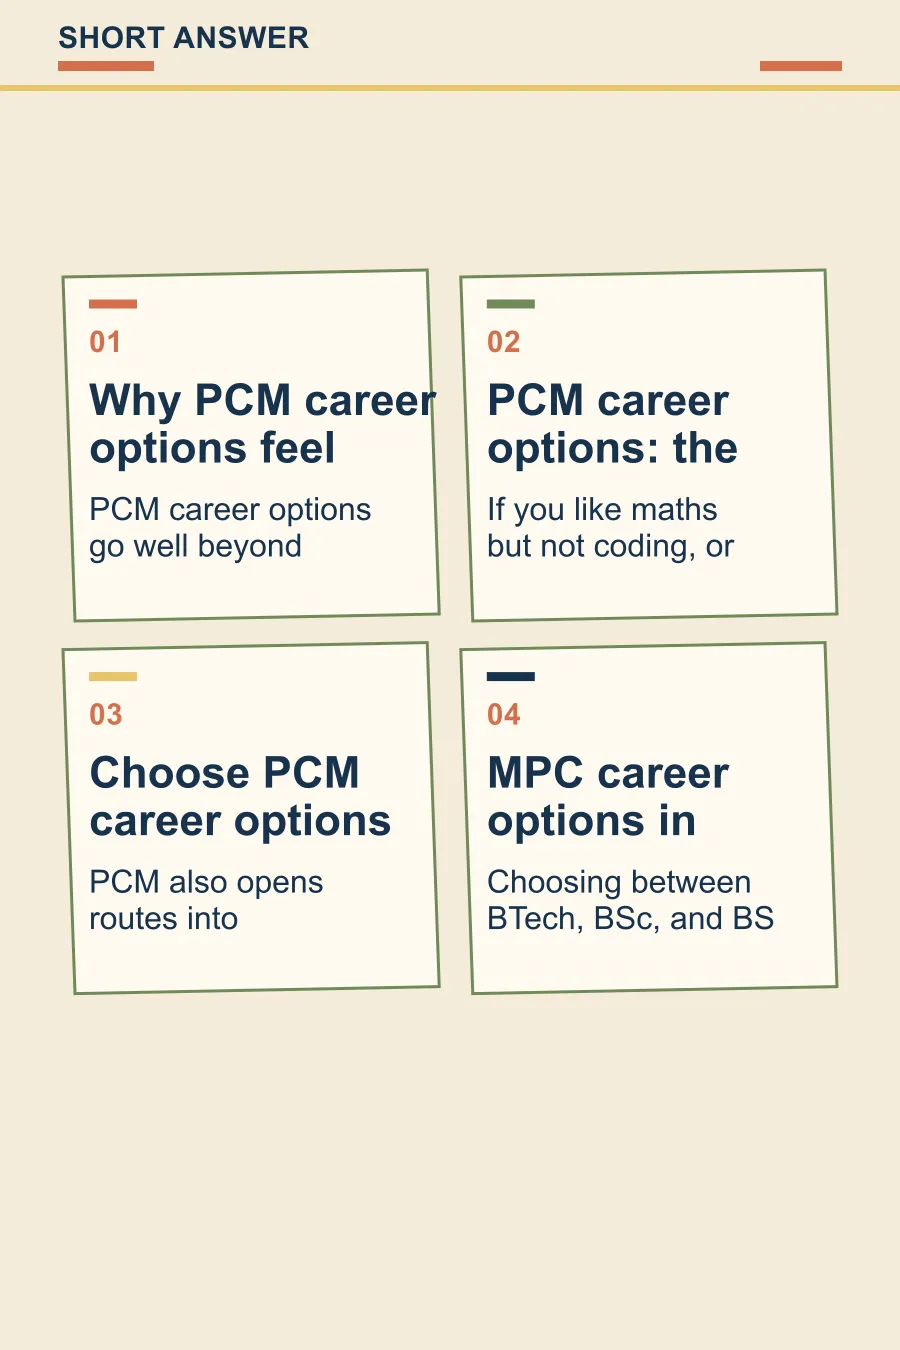 SHORT ANSWER
01
Why PCM career
options feel
PCM career options
go well beyond
02
PCM career
options: the
If you like maths
but not coding, or
03
Choose PCM
career options
PCM also opens
routes into
04
MPC career
options in
Choosing between
BTech, BSc, and BS